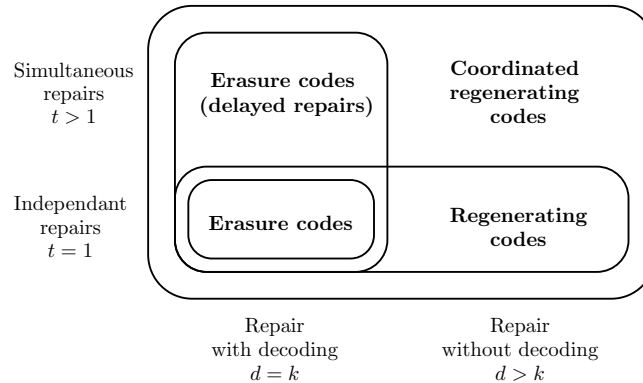 Simultaneous
repairs
t > 1
Erasure codes
(delayed repairs)
Coordinated
regenerating
codes
Independant
repairs
t = 1
Erasure codes
Regenerating
codes
Repair
with decoding
d = k
Repair
without decoding
d > k